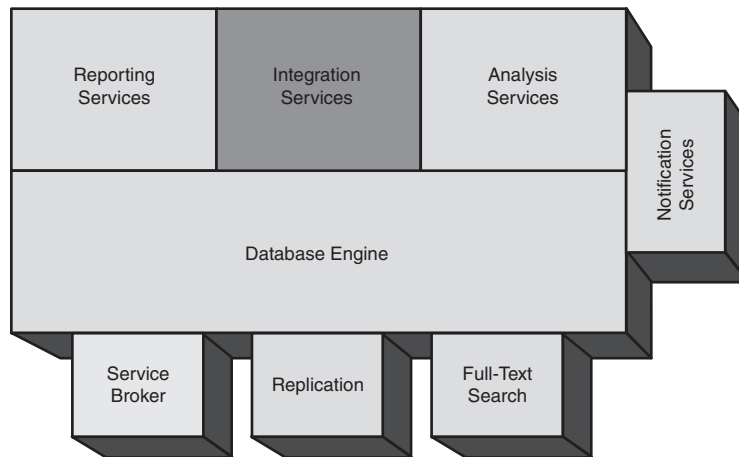 Reporting
Services
Integration
Services
Analysis
Services
Notification
Services
Database Engine
Service
Broker
Replication
Full-Text
Search